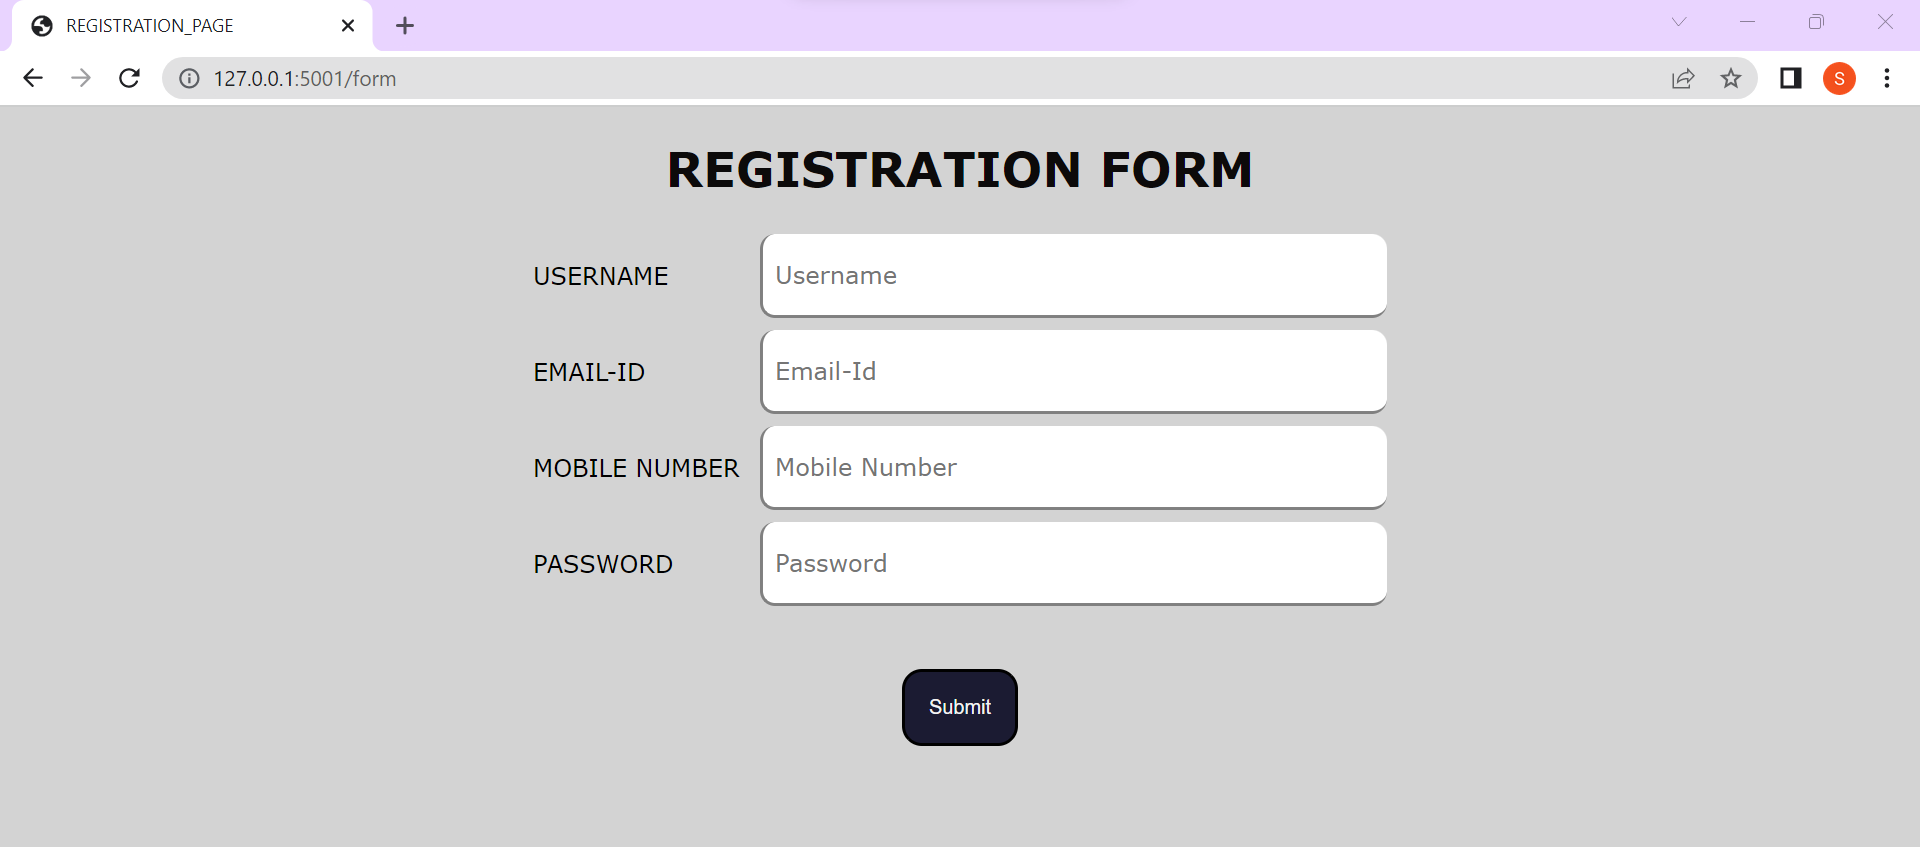 REGISTRATION_PAGE
127.0.0.1:5001/form
S
REGISTRATION FORM
USERNAME Username
EMAIL-ID Email-Id
MOBILE NUMBER Mobile Number
PASSWORD Password
Submit